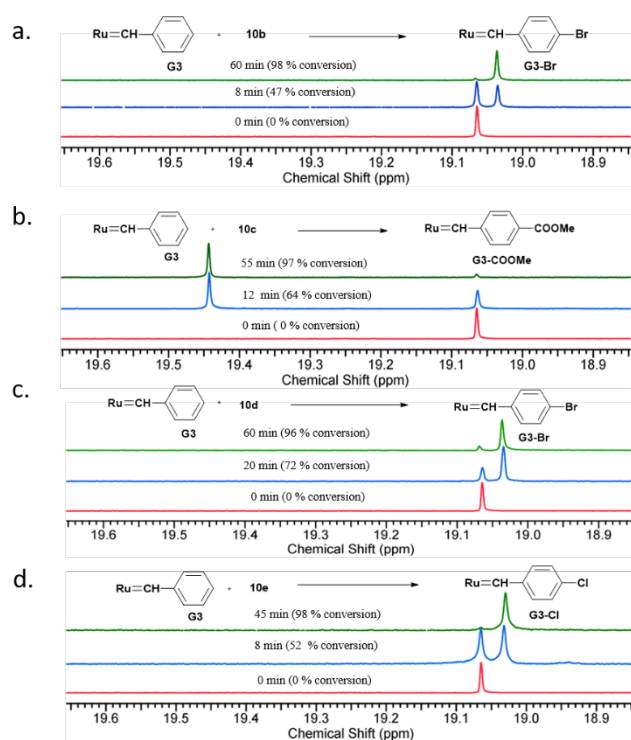 a.
Ru=CH + 10b Br
G3 G3-Br
60 min (98 % conversion)
8 min (47 % conversion)
0 min (0 % conversion)
19.6 19.5 19.4 19.3 19.2 19.1 19.0 18.9
Chemical Shift (ppm)
b.
Ru=CH + 10c Ru=CH COOMe
G3 G3-COOMe
55 min (97 % conversion)
12 min (64 % conversion)
0 min ( 0 % conversion)
19.6 19.5 19.4 19.3 19.2 19.1 19.0 18.9
Chemical Shift (ppm)
c.
Ru=CH + 10d Ru=CH Br
G3 G3-Br
60 min (96 % conversion)
20 min (72 % conversion)
0 min (0 % conversion)
19.6 19.5 19.4 19.3 19.2 19.1 19.0 18.9
Chemical Shift (ppm)
d.
Ru=CH + 10e Ru=CH Cl
G3 G3-Cl
45 min (98 % conversion)
8 min (52 % conversion)
0 min (0 % conversion)
19.6 19.5 19.4 19.3 19.2 19.1 19.0 18.9
Chemical Shift (ppm)